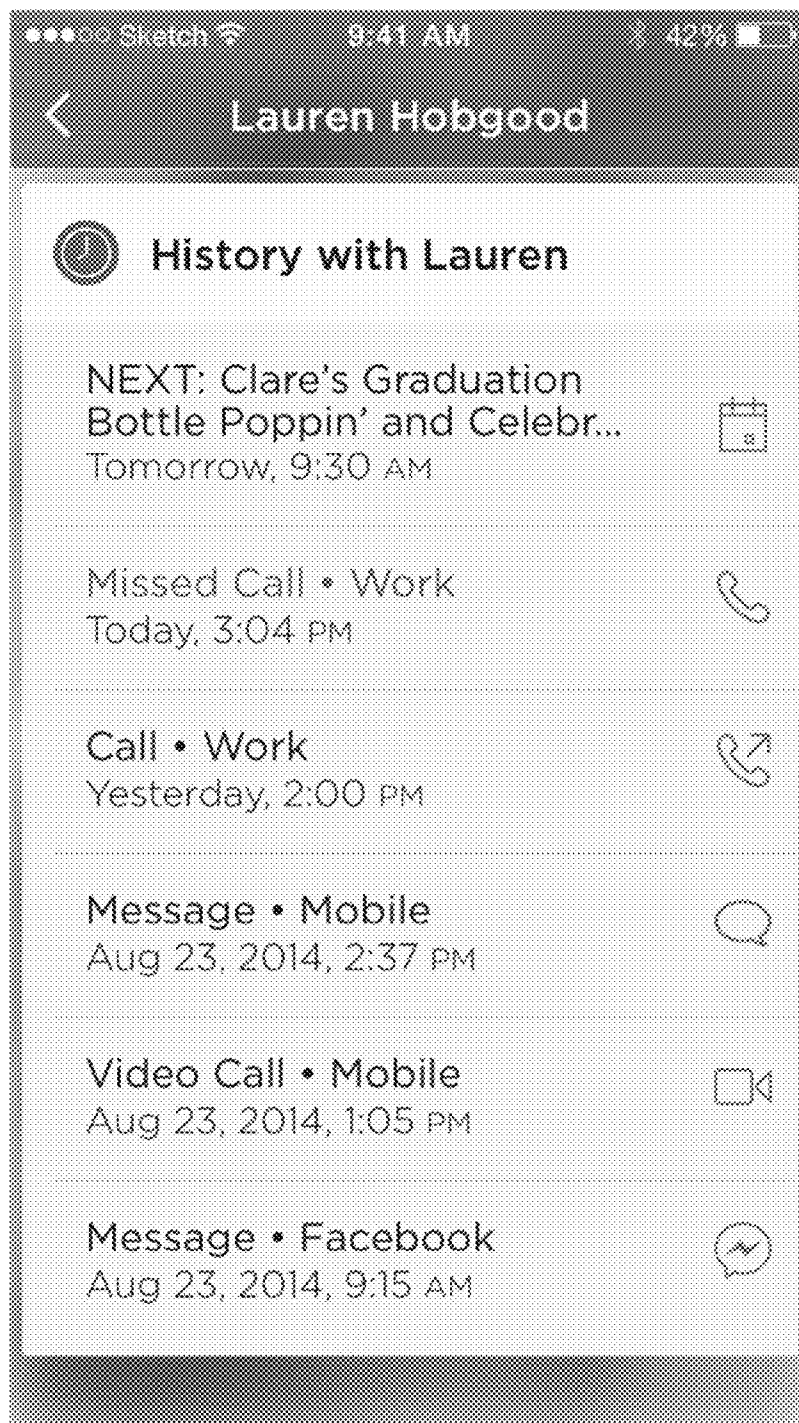 Sketch 9:41 AM 42%
Lauren Hobgood
History with Lauren
NEXT: Clare's Graduation
Bottle Poppin' and Celebr...
Tomorrow, 9:30 AM
Missed Call • Work
Today, 3:04 PM
Call • Work
Yesterday, 2:00 PM
Message • Mobile
Aug 23, 2014, 2:37 PM
Video Call • Mobile
Aug 23, 2014, 1:05 PM
Message • Facebook
Aug 23, 2014, 9:15 AM